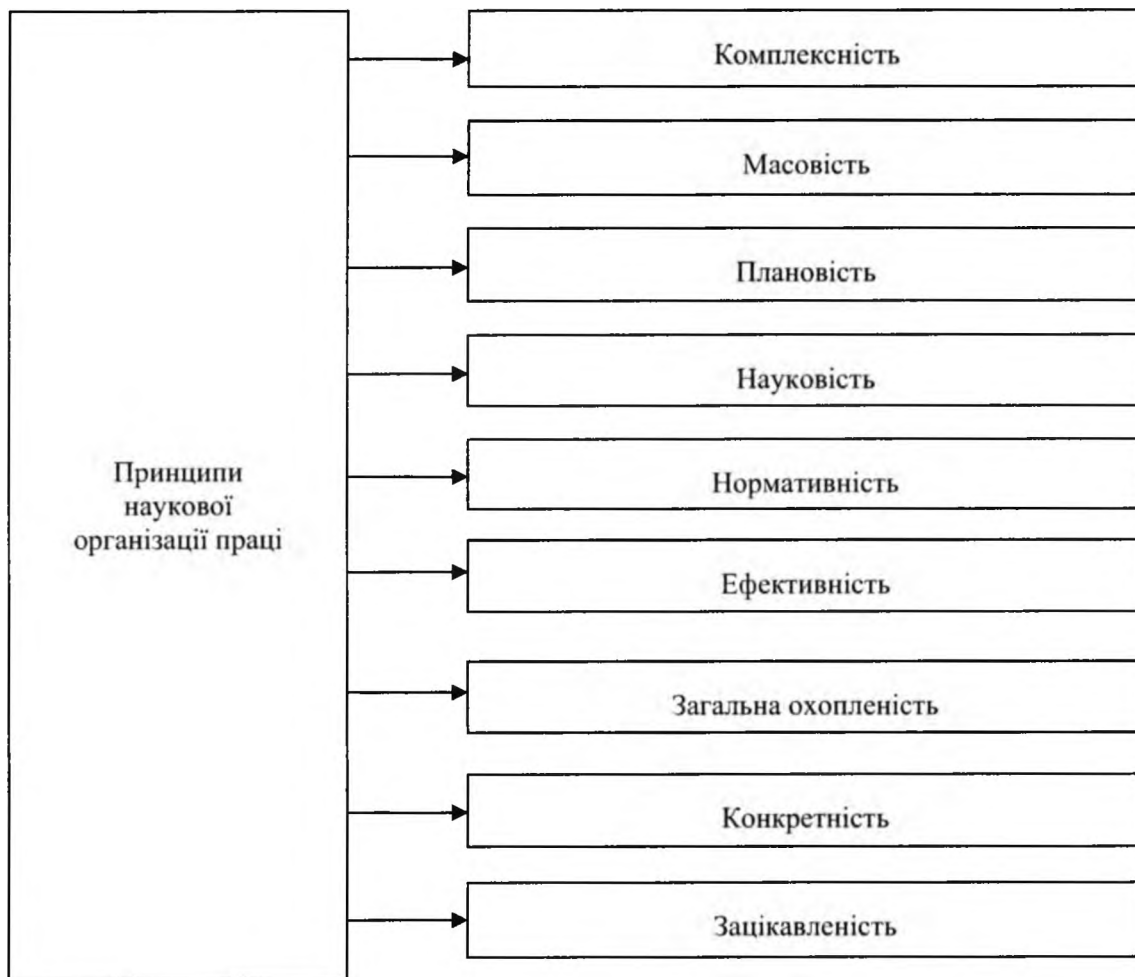 Принципи
наукової
організації праці
Комплексність
Масовість
Плановість
Науковість
Нормативність
Ефективність
Загальна охопленість
Конкретність
Зацікавленість